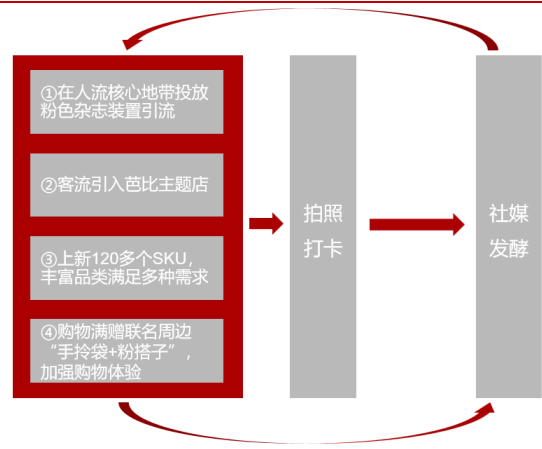 ①在人流核心地带投放
粉色杂志装置引流
②客流引入芭比主题店
③上新120多个SKU，
丰富品类满足多种需求
④购物满赠联名周边
“手拎袋+粉搭子”，
加强购物体验
拍照
打卡
社媒
发酵